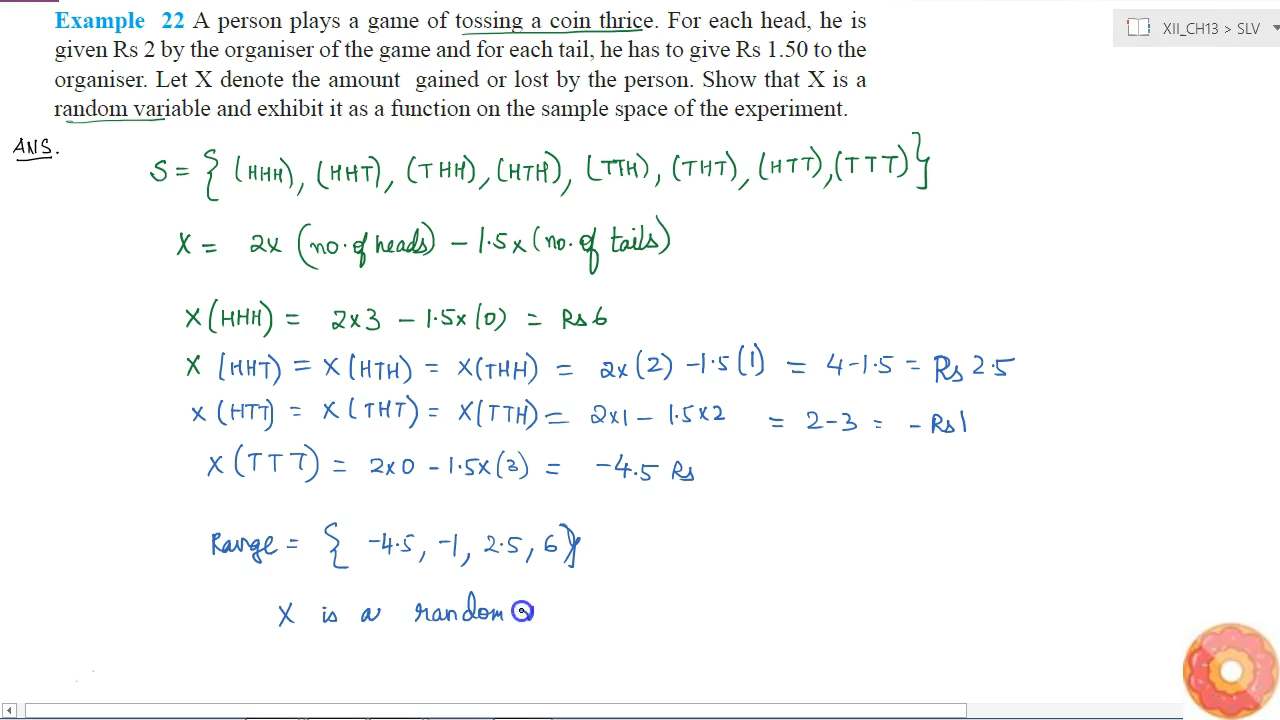 Example 22 A person plays a game of tossing a coin thrice. For each head, he is
given Rs 2 by the organiser of the game and for each tail, he has to give Rs 1.50 to the
organiser. Let X denote the amount gained or lost by the person. Show that X is a
random variable and exhibit it as a function on the sample space of the experiment.
XII_CH13 > SLV
ANS.
S = { (HHH), (HHT), (THH), (HTH), (TTH), (THT), (HTT), (TTT) }
X = 2x (no. of heads) - 1.5 x (no. of tails)
X (HHH) = 2x3 - 1.5x(0) = Rs 6
X (HHT) = X (HTH) = X(THH) = 2x (2) - 1.5 (1) = 4-1.5 = Rs 2.5
X (HTT) = X (THT) = X(TTH) = 2x1 - 1.5x2 = 2-3 = - Rs 1
X (TTT) = 2x0 - 1.5x(3) = -4.5 Rs
Range = { -4.5, -1, 2.5, 6 }
X is a random